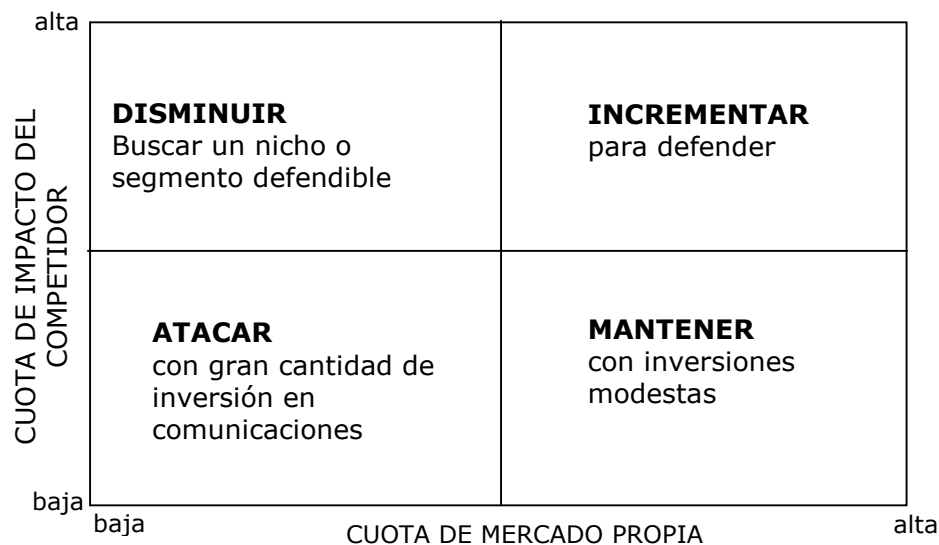 alta
DISMINUIR
Buscar un nicho o
segmento defendible
INCREMENTAR
para defender
CUOTA DE IMPACTO DEL
COMPETIDOR
ATACAR
con gran cantidad de
inversión en
comunicaciones
MANTENER
con inversiones
modestas
baja
baja
CUOTA DE MERCADO PROPIA
alta